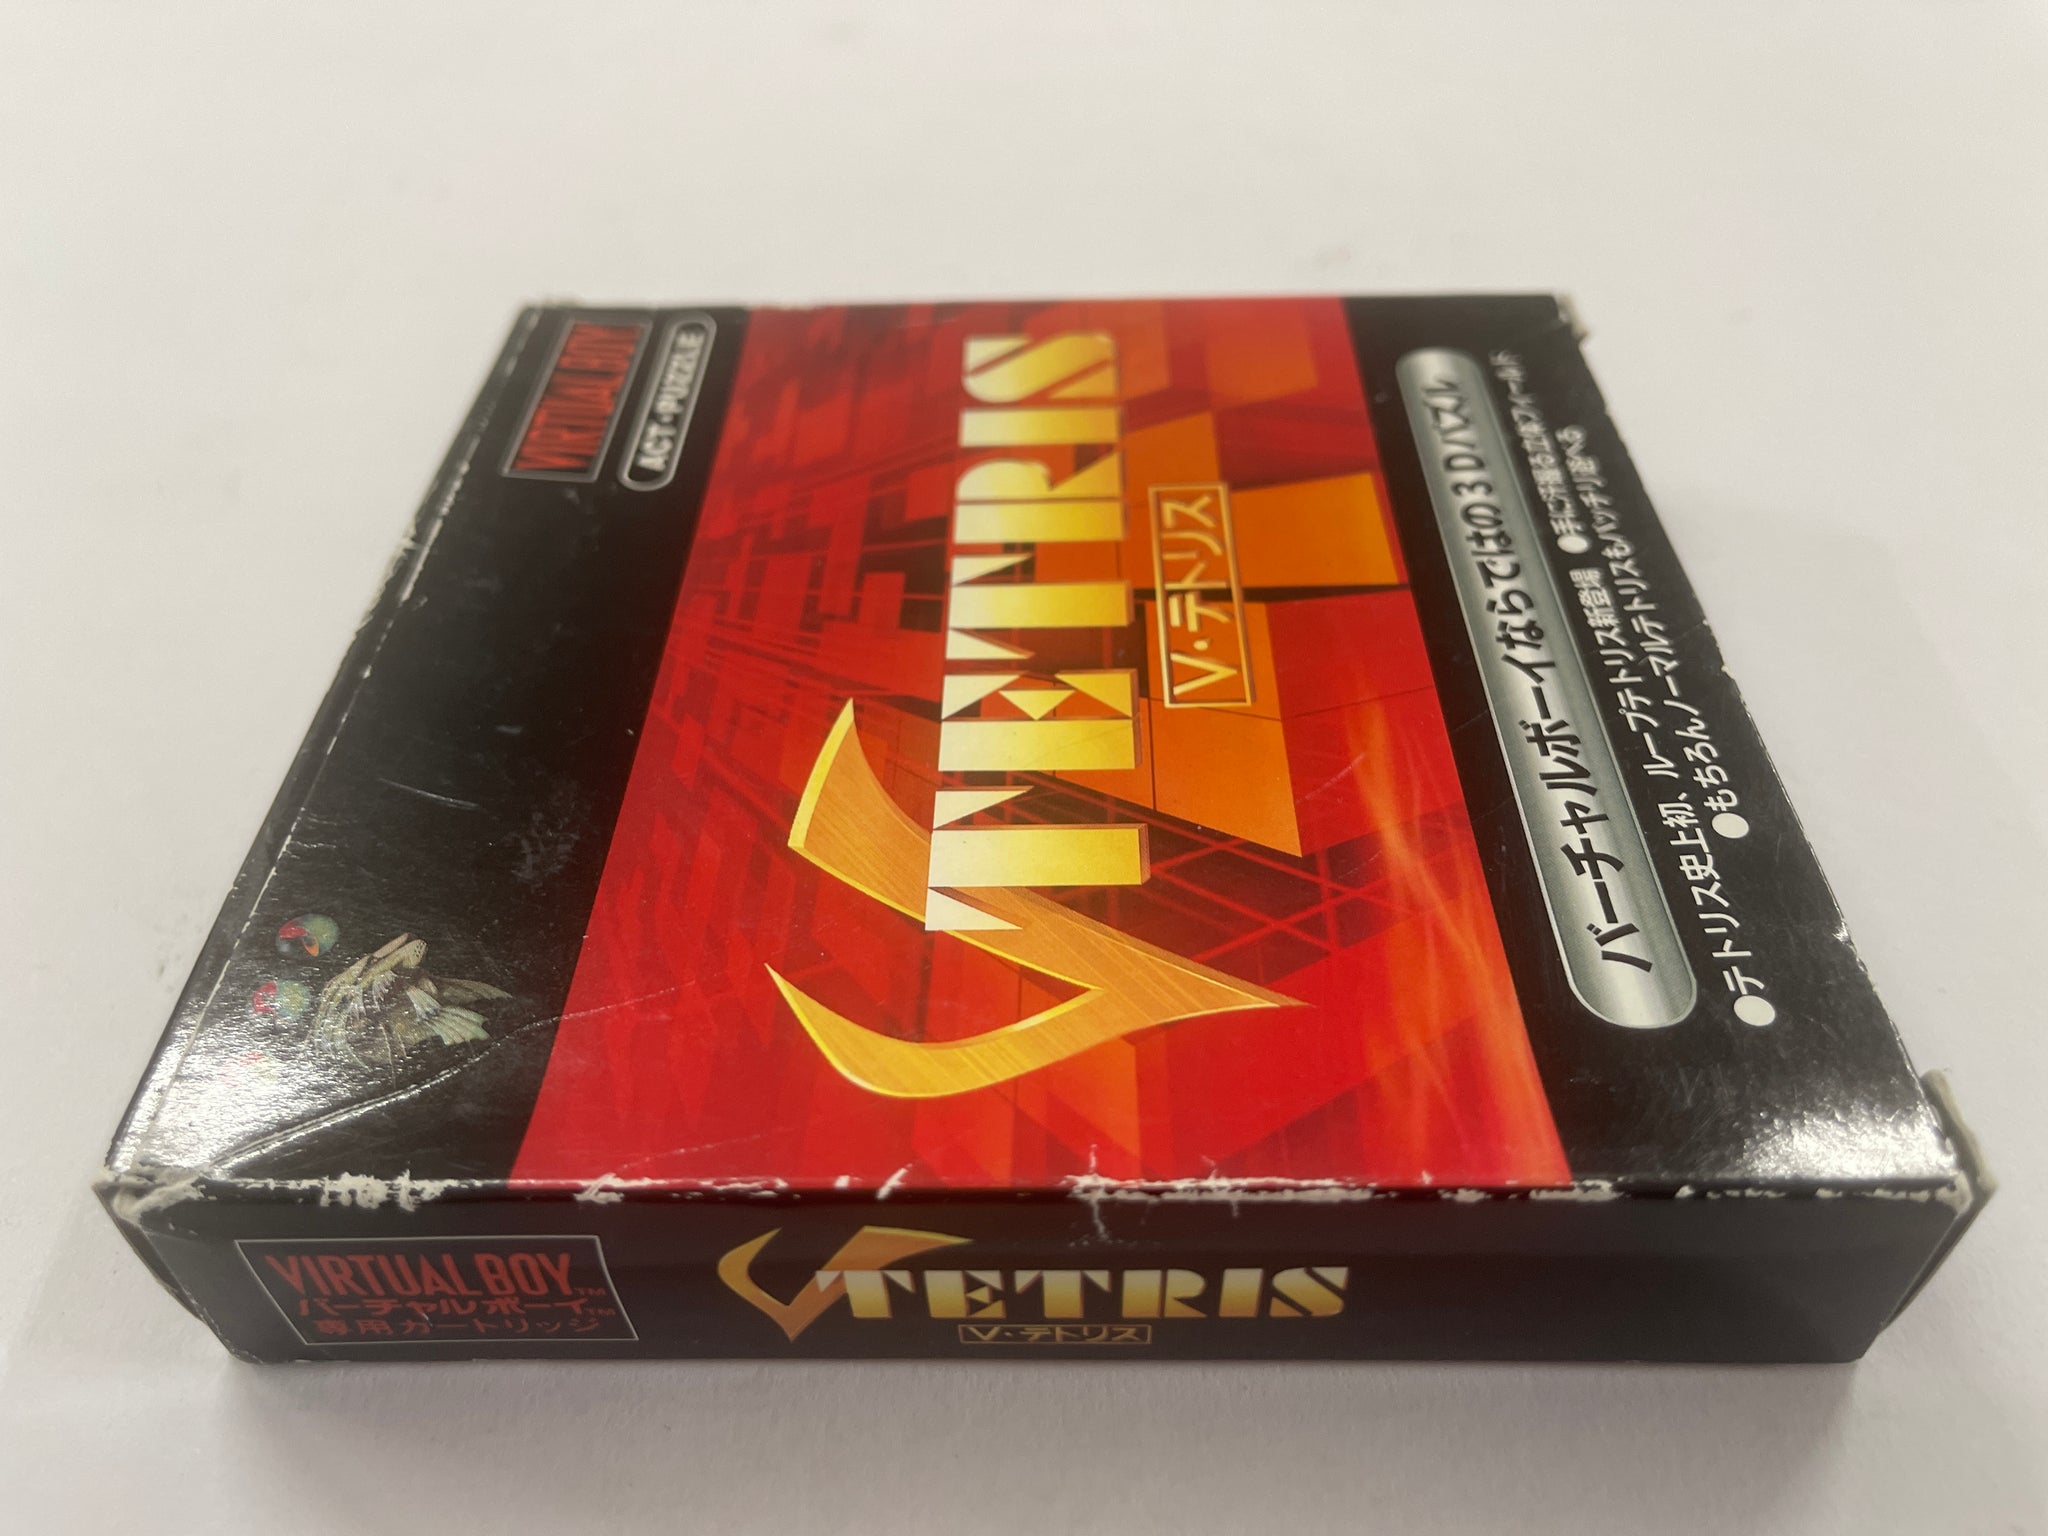 VIRTUAL BOY
ACT・PUZZLE
V TETRIS
V・テトリス
バーチャルボーイならではの3Dパズル
●テトリス史上初、ループテトリス新登場 ●手に汗握る立体フィールド
●もちろんノーマルテトリスもバッチリ遊べる
VIRTUAL BOY™
バーチャルボーイ™
専用カートリッジ
V TETRIS
V・テトリス